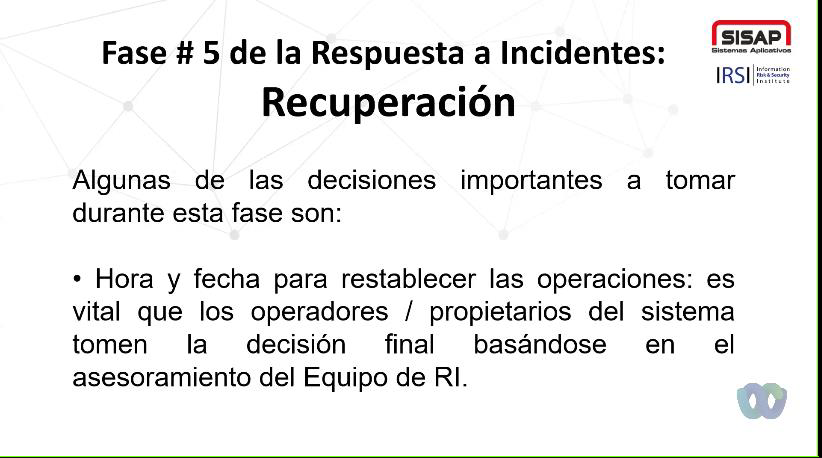 Fase # 5 de la Respuesta a Incidentes:
Recuperación
SISAP
Sistemas Aplicativos
IRSI
Information
Risk & Security
Institute
Algunas de las decisiones importantes a tomar
durante esta fase son:
• Hora y fecha para restablecer las operaciones: es
vital que los operadores / propietarios del sistema
tomen la decisión final basándose en el
asesoramiento del Equipo de RI.